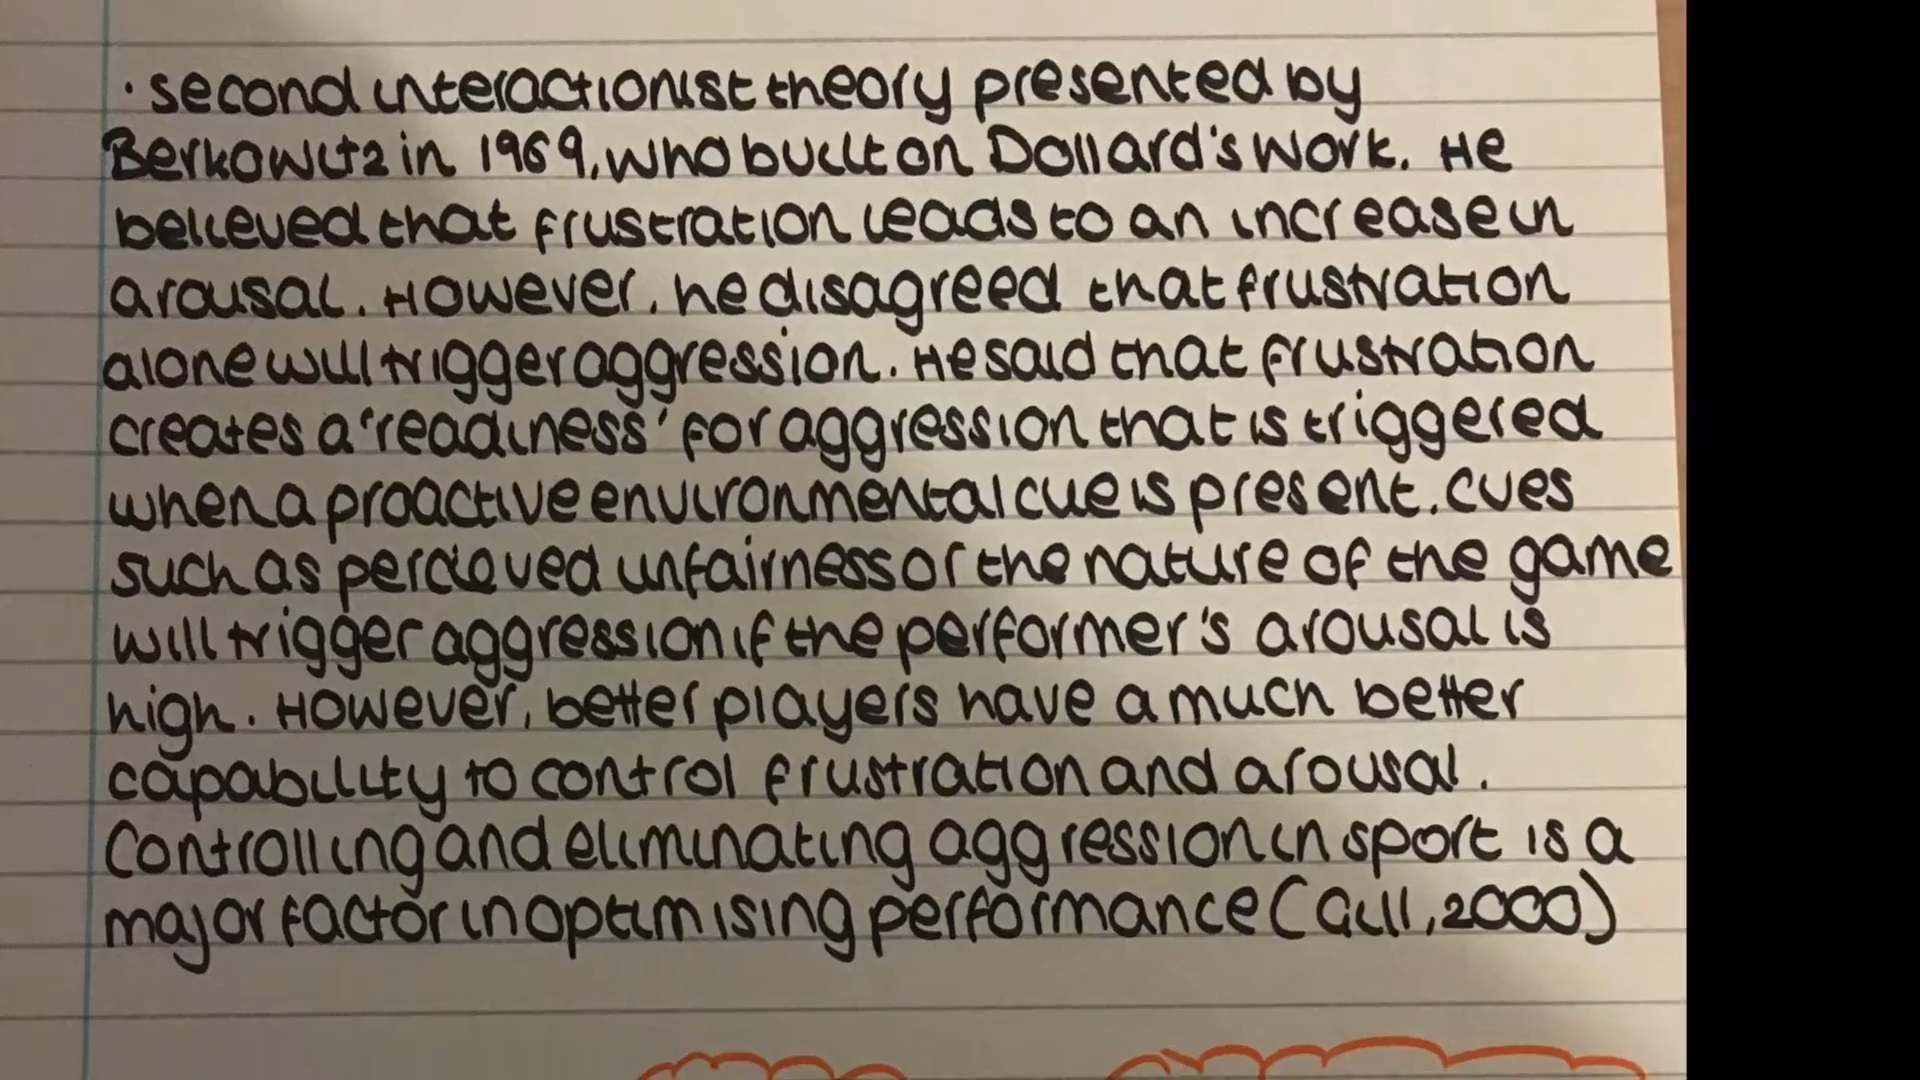 · second interactionist theory presented by
Berkowitz in 1969, who built on Dollard's work. He
believed that frustration leads to an increase in
arousal. However, he disagreed that frustration
alone will trigger aggression. He said that frustration
creates a 'readiness' for aggression that is triggered
when a proactive environmental cue is present. cues
such as percieved unfairness or the nature of the game
will trigger aggression if the performer's arousal is
high. However, better players have a much better
capability to control frustration and arousal.
Controlling and eliminating aggression in sport is a
major factor in optimising performance (Gill, 2000)